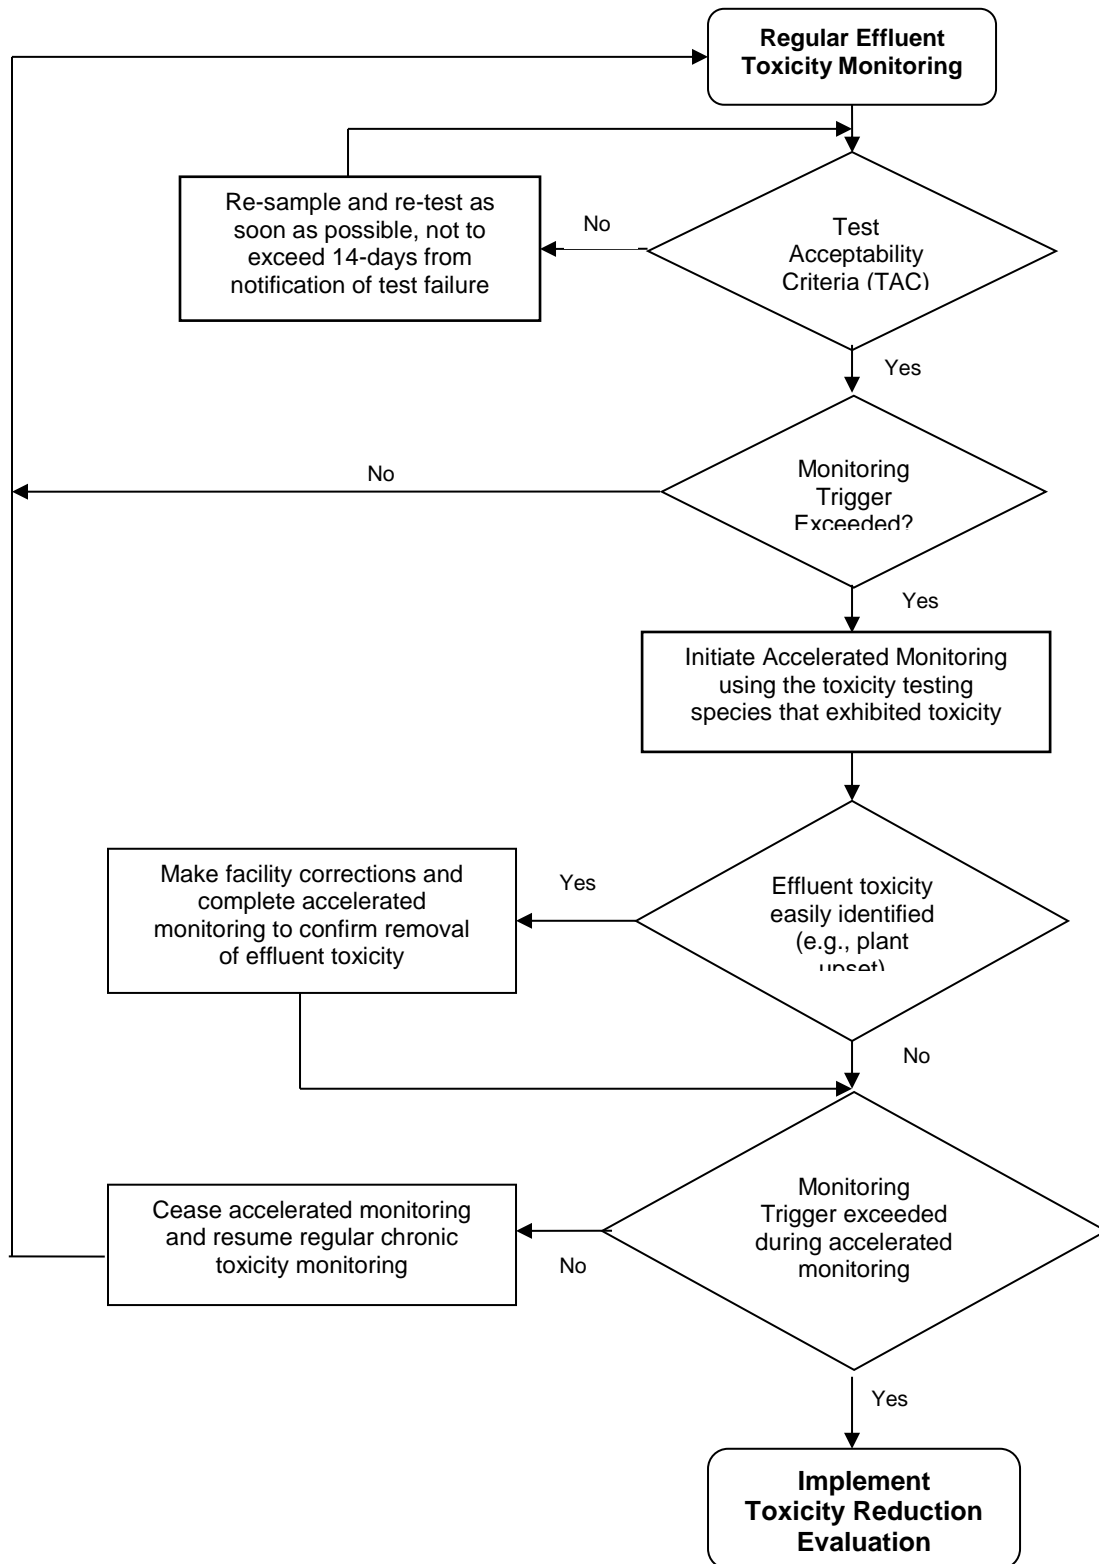 Regular Effluent
Toxicity Monitoring
Re-sample and re-test as
soon as possible, not to
exceed 14-days from
notification of test failure
No
Test
Acceptability
Criteria (TAC)
Yes
No
Monitoring
Trigger
Exceeded?
Yes
Initiate Accelerated Monitoring
using the toxicity testing
species that exhibited toxicity
Make facility corrections and
complete accelerated
monitoring to confirm removal
of effluent toxicity
Yes
Effluent toxicity
easily identified
(e.g., plant
upset)
No
Cease accelerated monitoring
and resume regular chronic
toxicity monitoring
No
Monitoring
Trigger exceeded
during accelerated
monitoring
Yes
Implement
Toxicity Reduction
Evaluation